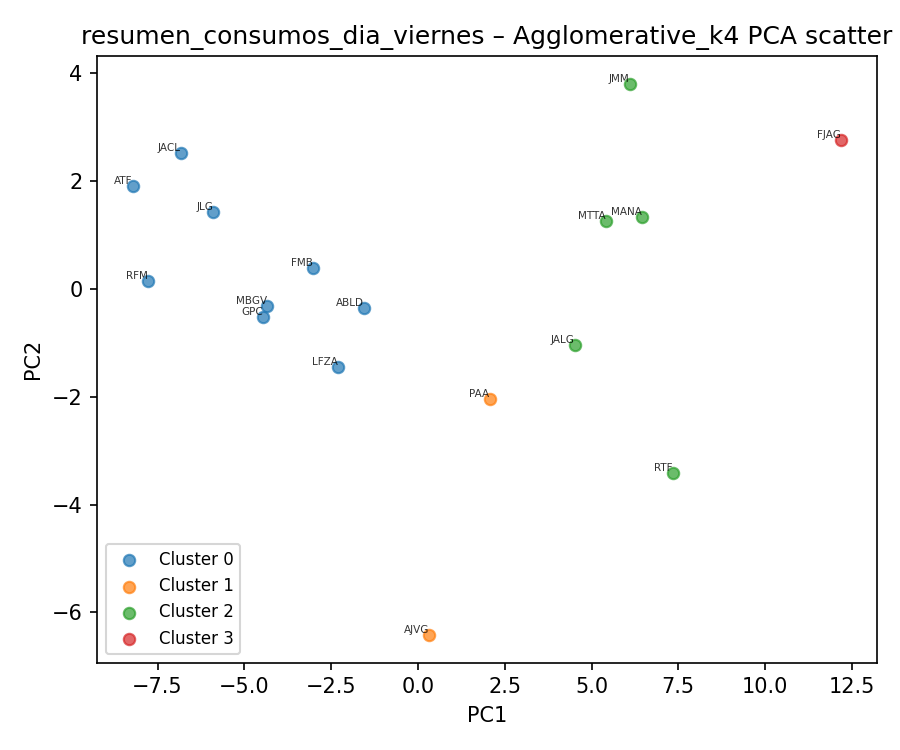 resumen_consumos_dia_viernes – Agglomerative_k4 PCA scatter
4
2
0
−2
−4
−6
PC2
JMM
FJAG
JACL
ATF
JLG
MTTA
MANA
RFM
FMB
MBGV
GPC
ABLD
LFZA
JALG
PAA
RTF
AJVG
Cluster 0
Cluster 1
Cluster 2
Cluster 3
−7.5
−5.0
−2.5
0.0
2.5
5.0
7.5
10.0
12.5
PC1